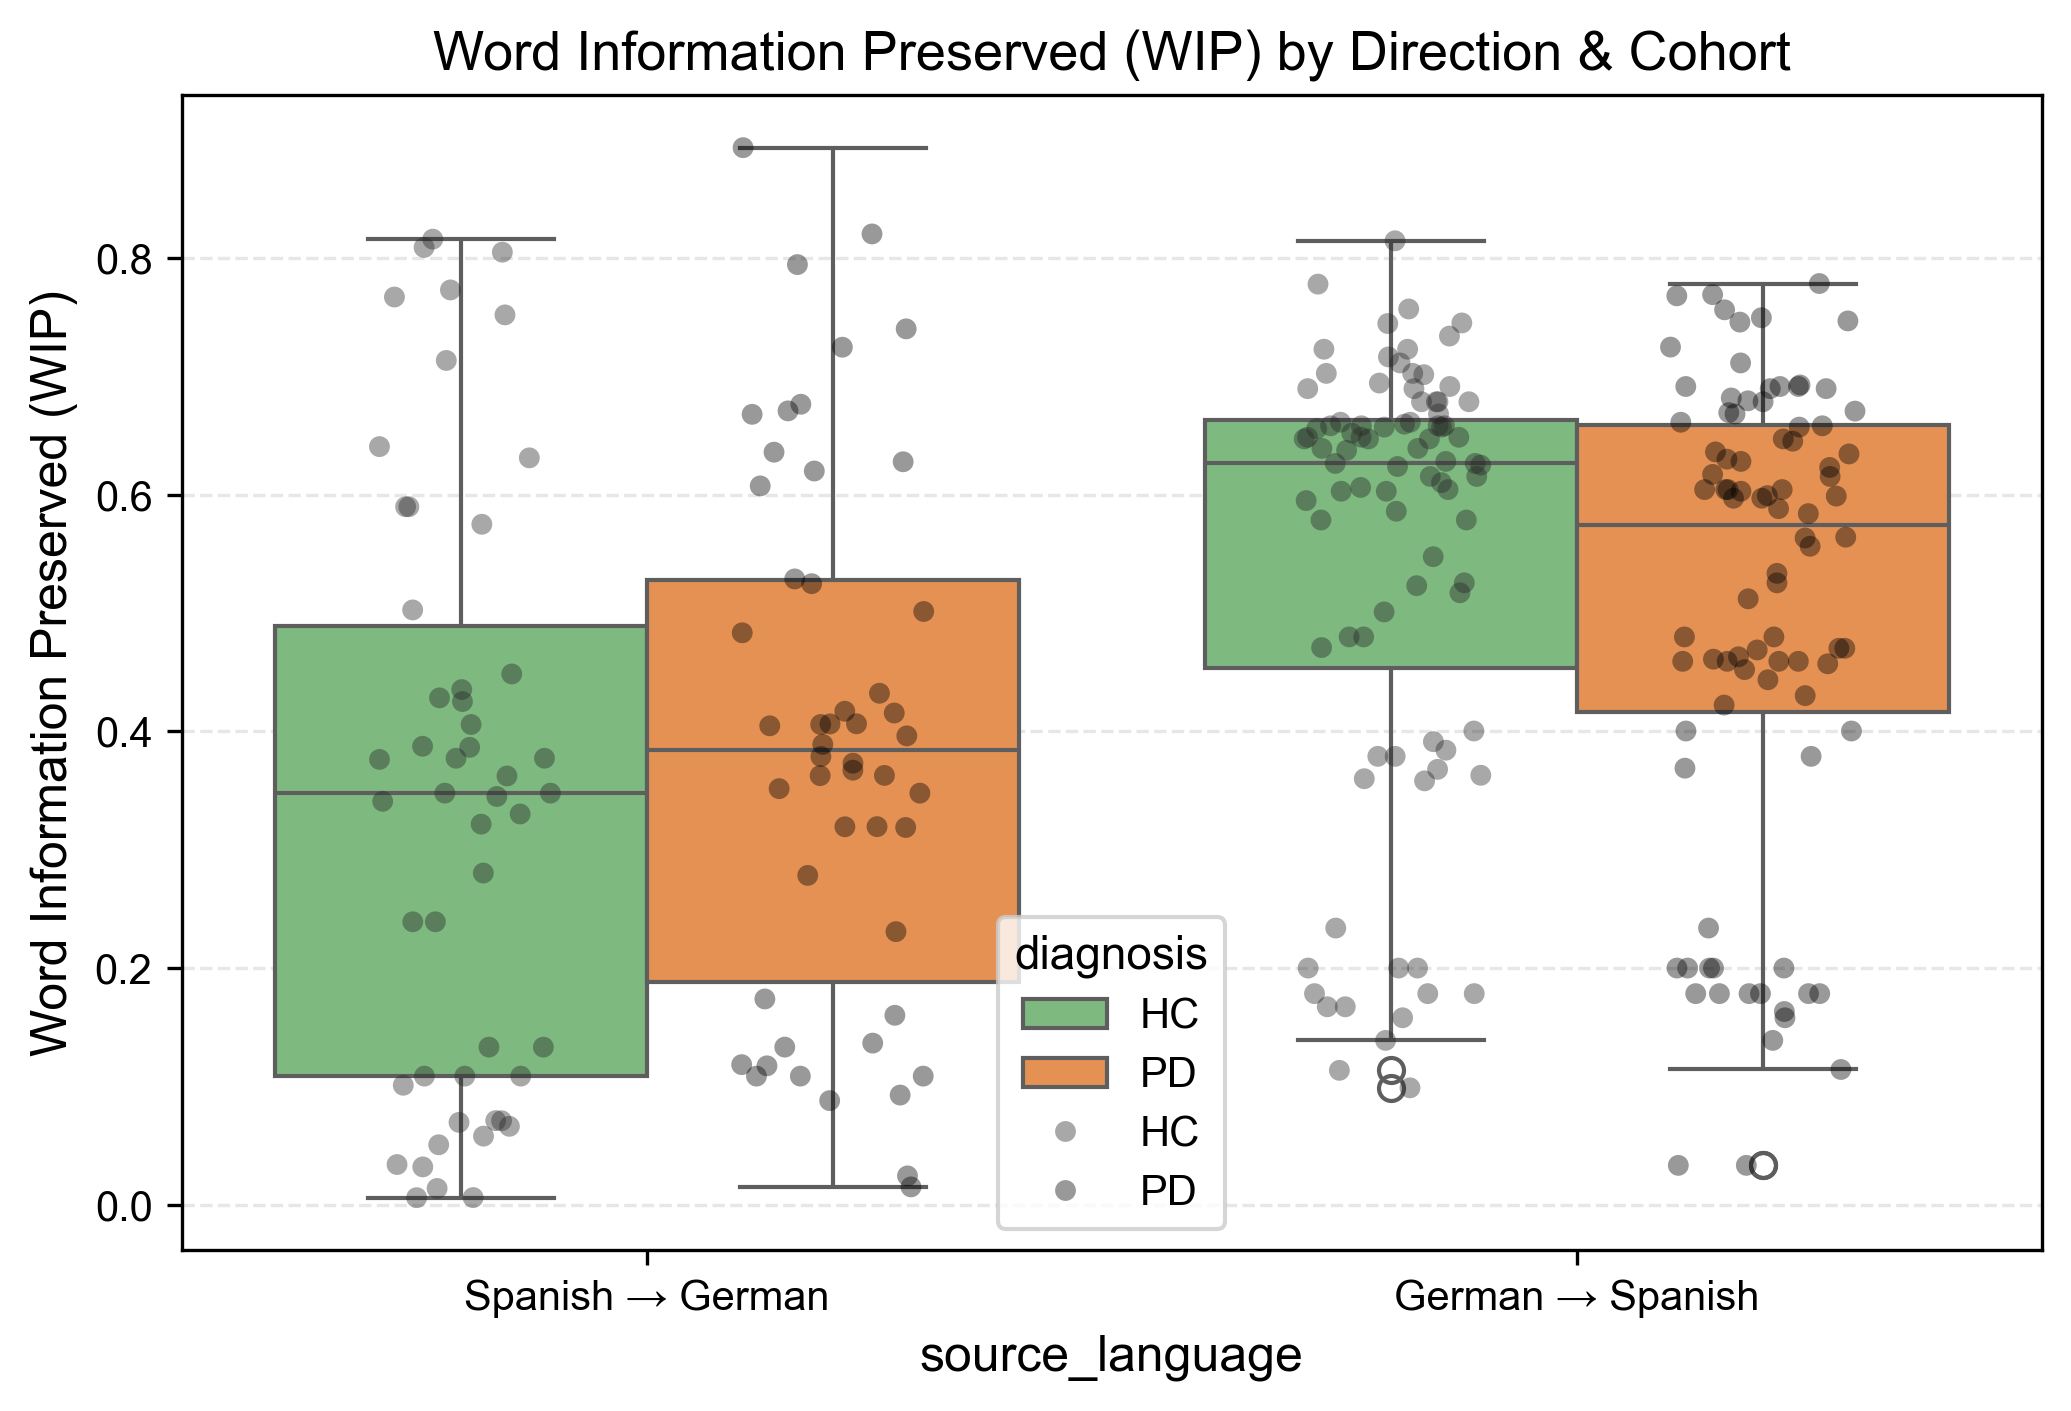 Word Information Preserved (WIP) by Direction & Cohort
Word Information Preserved (WIP)
0.8
0.6
0.4
0.2
0.0
diagnosis
HC
PD
HC
PD
Spanish → German
German → Spanish
source_language